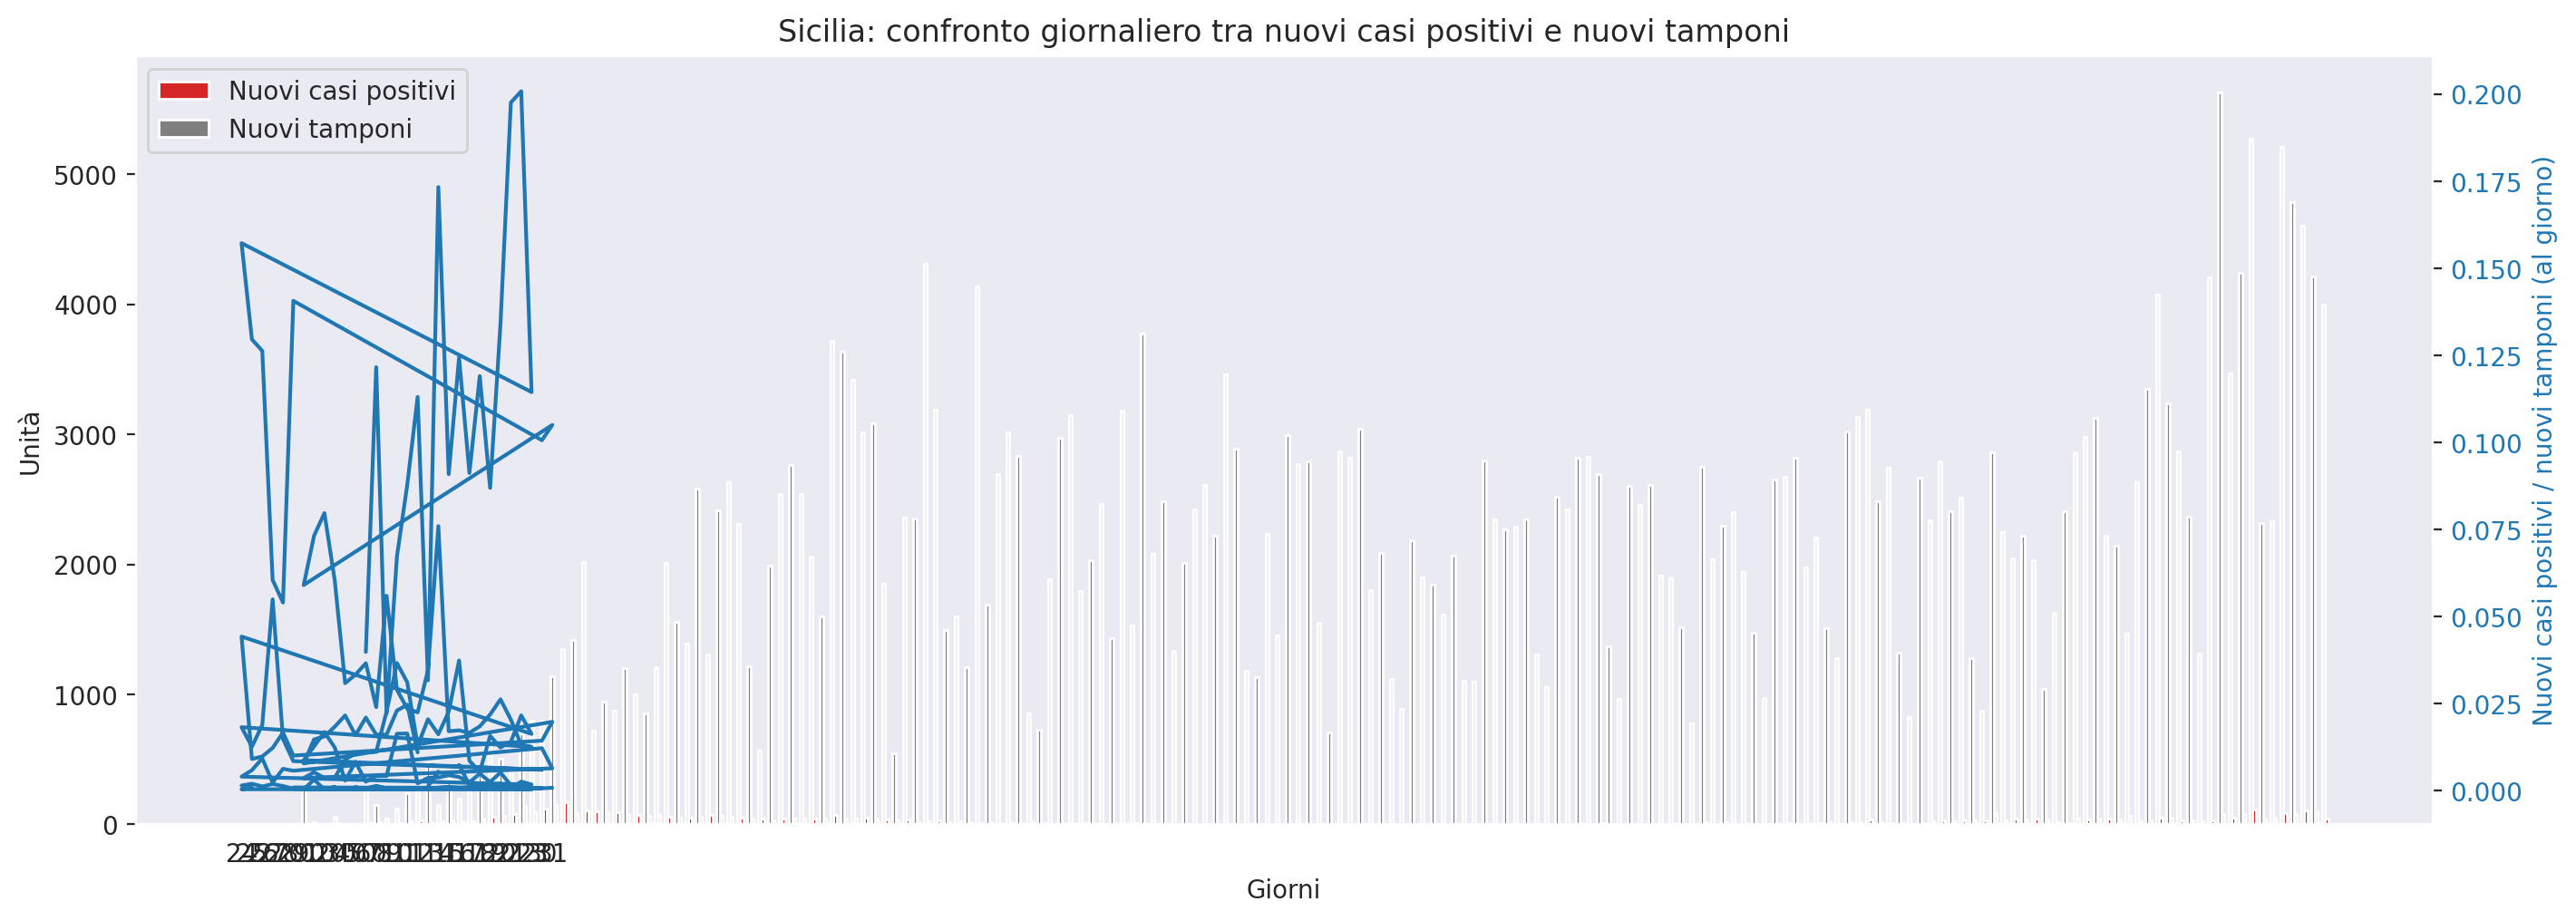 Sicilia: confronto giornaliero tra nuovi casi positivi e nuovi tamponi
Nuovi casi positivi
Nuovi tamponi
5000
4000
3000
2000
1000
0
Unità
0.200
0.175
0.150
0.125
0.100
0.075
0.050
0.025
0.000
Nuovi casi positivi / nuovi tamponi (al giorno)
Giorni